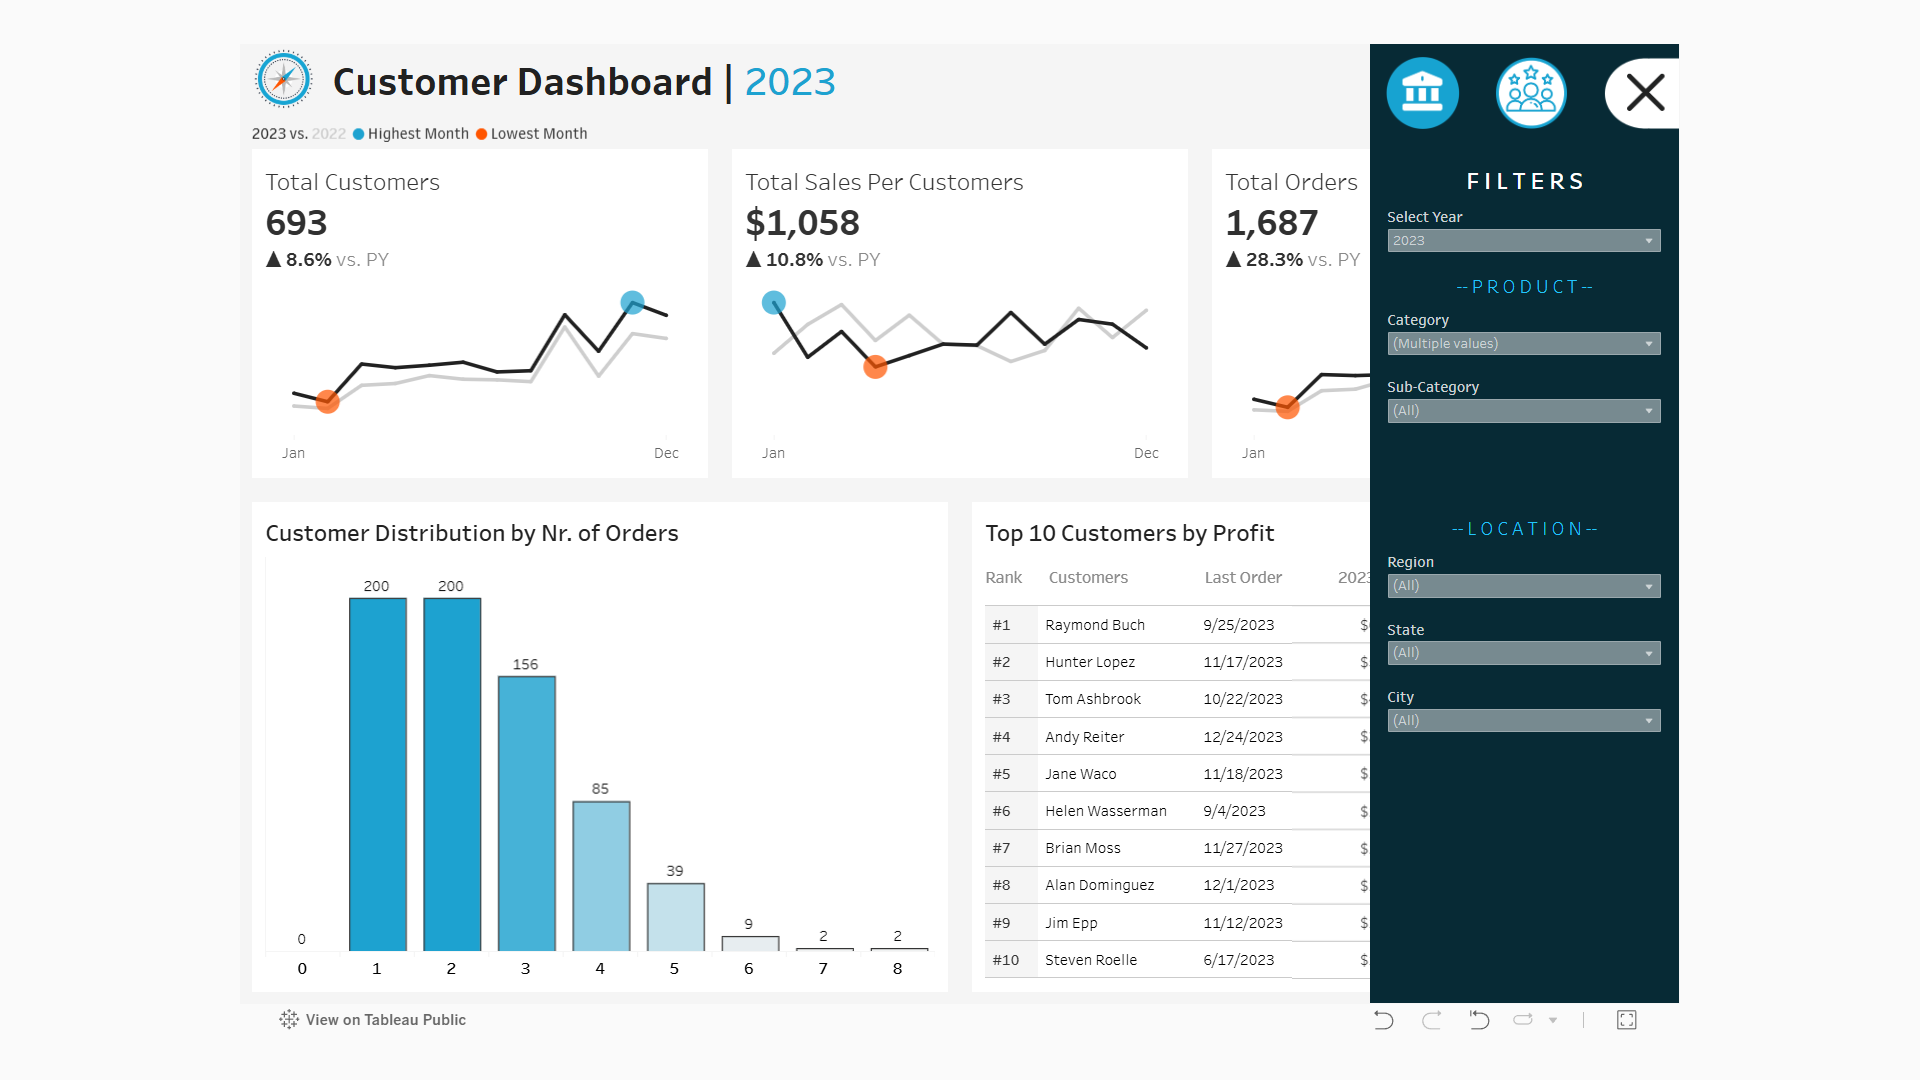 Customer Dashboard | 2023
2023 vs. 2022 Highest Month Lowest Month
Total Customers
693
▲ 8.6% vs. PY
Jan Dec
Total Sales Per Customers
$1,058
▲ 10.8% vs. PY
Jan Dec
Total Orders
1,687
▲ 28.3% vs. PY
Jan
Customer Distribution by Nr. of Orders
0 200 200 156 85 39 9 2 2
0 1 2 3 4 5 6 7 8
Top 10 Customers by Profit
Rank Customers Last Order 2023
#1 Raymond Buch 9/25/2023 $
#2 Hunter Lopez 11/17/2023 $
#3 Tom Ashbrook 10/22/2023 $
#4 Andy Reiter 12/24/2023 $
#5 Jane Waco 11/18/2023 $
#6 Helen Wasserman 9/4/2023 $
#7 Brian Moss 11/27/2023 $
#8 Alan Dominguez 12/1/2023 $
#9 Jim Epp 11/12/2023 $
#10 Steven Roelle 6/17/2023 $
FILTERS
Select Year
2023
--PRODUCT--
Category
(Multiple values)
Sub-Category
(All)
--LOCATION--
Region
(All)
State
(All)
City
(All)
View on Tableau Public